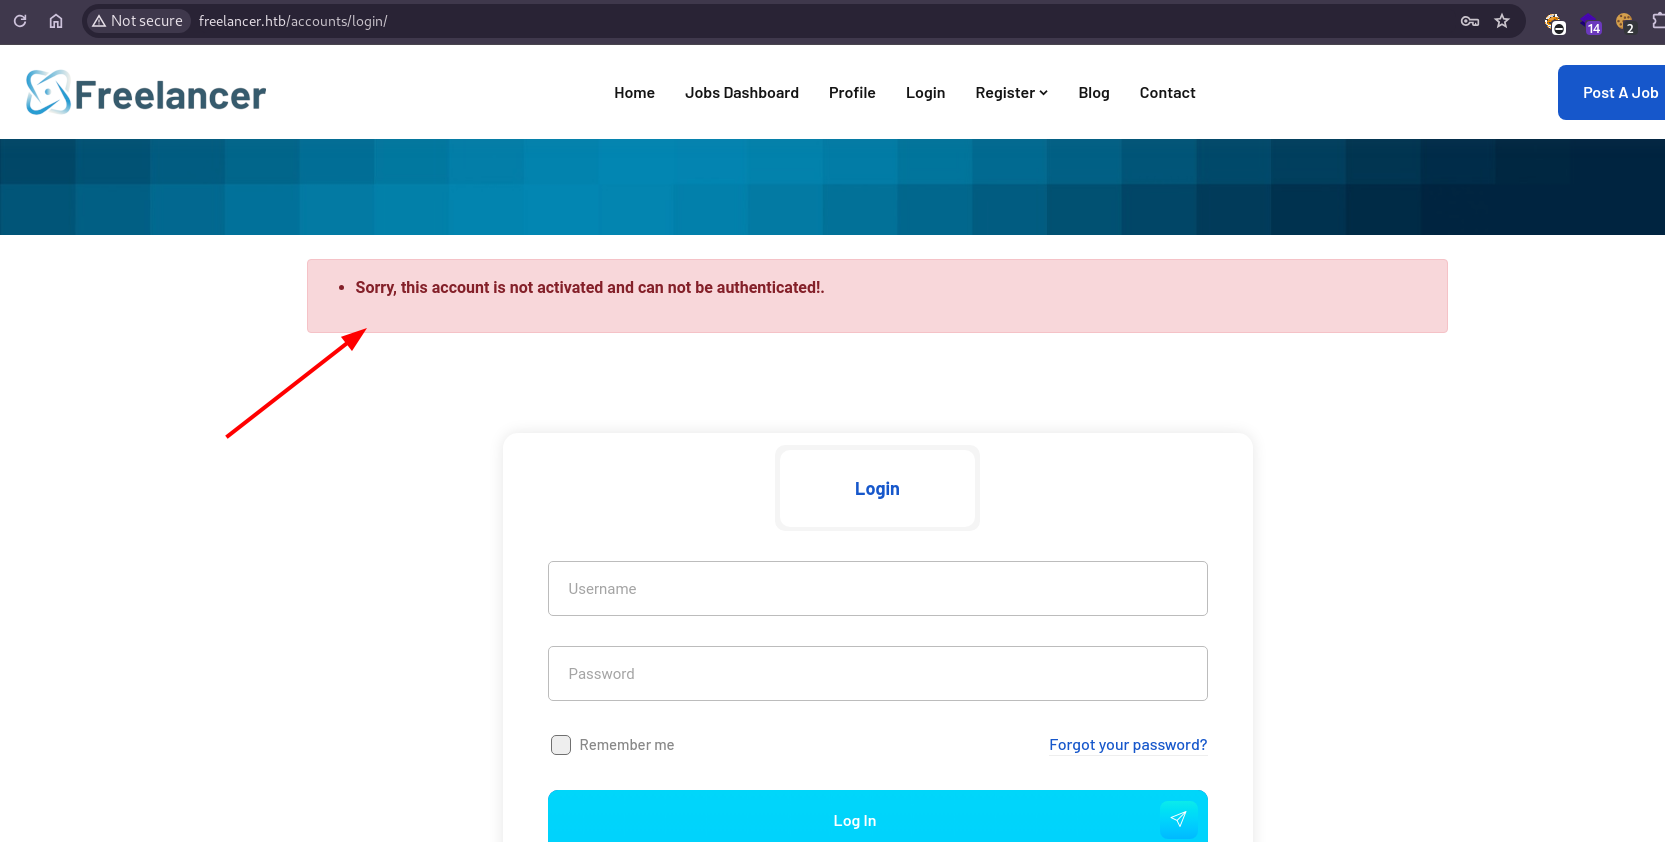 Not secure freelancer.htb/accounts/login/ 14 2
Freelancer Home Jobs Dashboard Profile Login Register Blog Contact Post A Job
Sorry, this account is not activated and can not be authenticated!.
Login
Username
Password
Remember me Forgot your password?
Log In